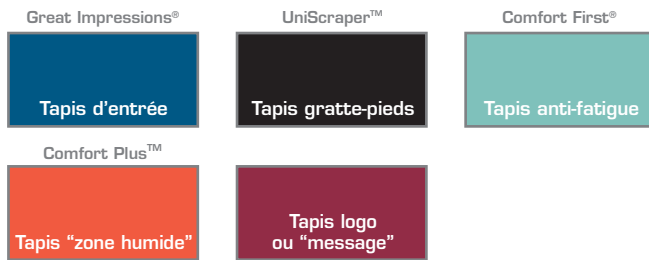 Great Impressions®
UniScraper™
Comfort First®
Tapis d'entrée
Tapis gratte-pieds
Tapis anti-fatigue
Comfort Plus™
Tapis “zone humide”
Tapis logo
ou “message”